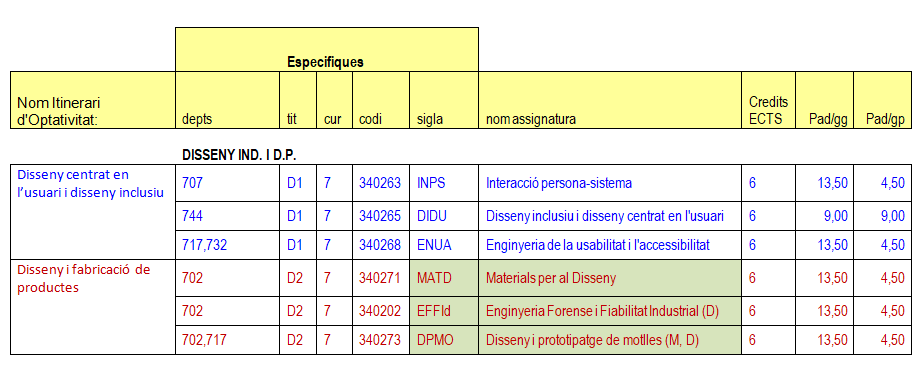 Especifiques
Nom Itinerari d'Optativitat: depts tit cur codi sigla nom assignatura Credits ECTS Pad/gg Pad/gp
DISSENY IND. I D.P.
Disseny centrat en l'usuari i disseny inclusiu 707 D1 7 340263 INPS Interacció persona-sistema 6 13,50 4,50
744 D1 7 340265 DIDU Disseny inclusiu i disseny centrat en l'usuari 6 9,00 9,00
717,732 D1 7 340268 ENUA Enginyeria de la usabilitat i l'accessibilitat 6 13,50 4,50
Disseny i fabricació de productes 702 D2 7 340271 MATD Materials per al Disseny 6 13,50 4,50
702 D2 7 340202 EFFId Enginyeria Forense i Fiabilitat Industrial (D) 6 13,50 4,50
702,717 D2 7 340273 DPMO Disseny i prototipatge de motlles (M, D) 6 13,50 4,50